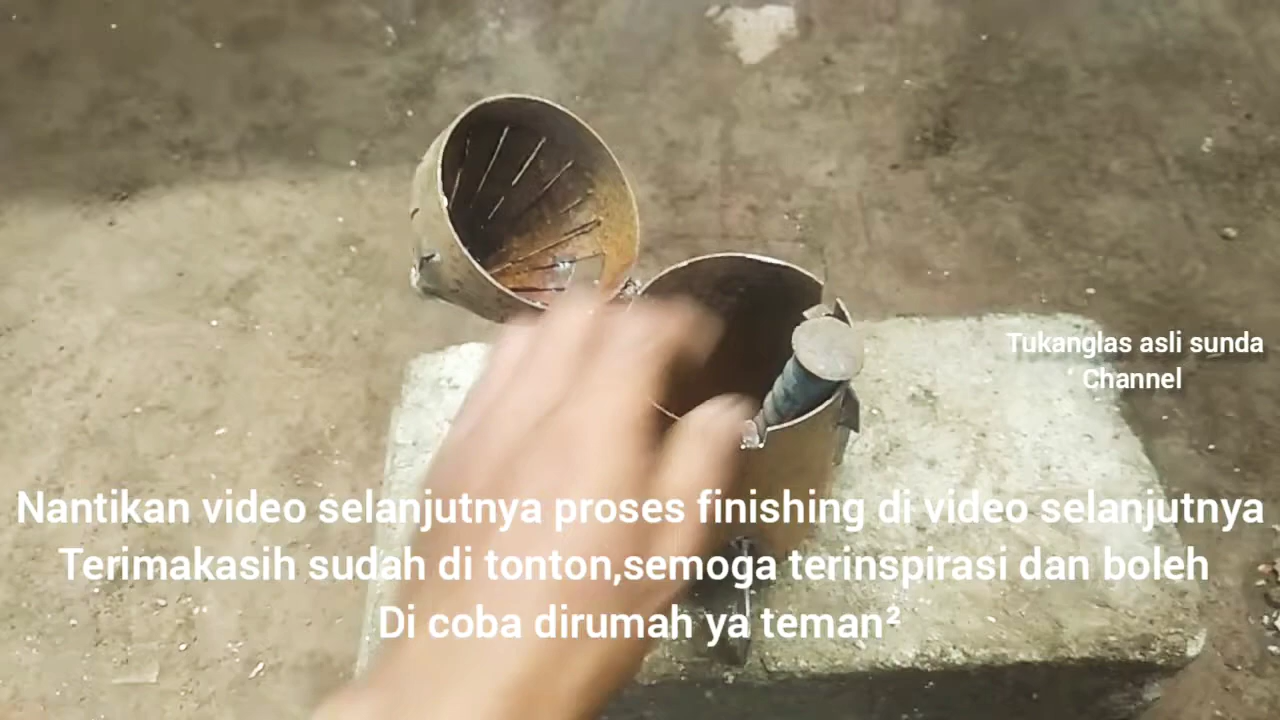 Tukanglas asli sunda
Channel
Nantikan video selanjutnya proses finishing di video selanjutnya
Terimakasih sudah di tonton,semoga terinspirasi dan boleh
Di coba dirumah ya teman²